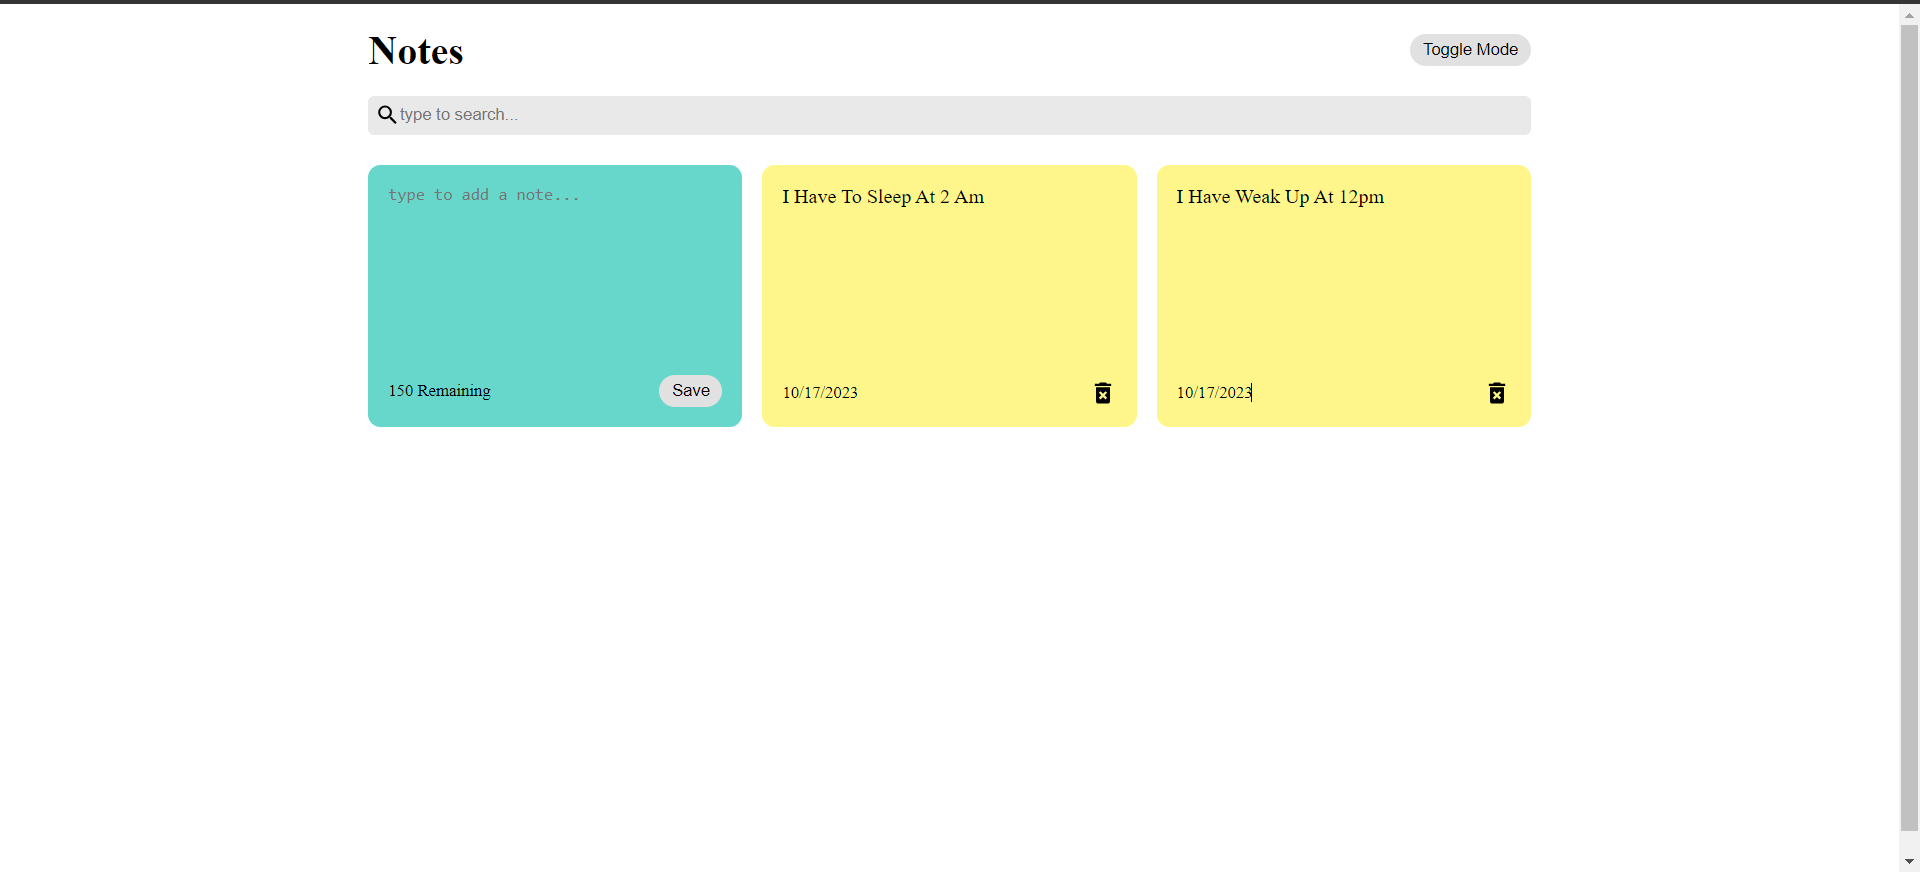 Notes
Toggle Mode
type to search...
type to add a note...
150 Remaining
Save
I Have To Sleep At 2 Am
10/17/2023
I Have Weak Up At 12pm
10/17/2023